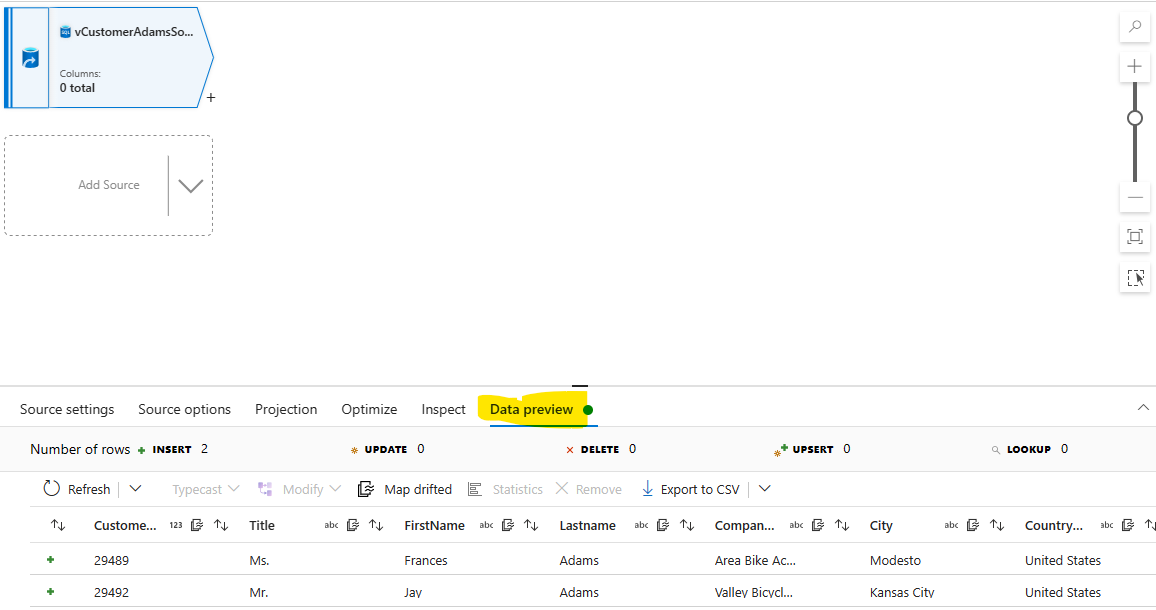 vCustomerAdamsSo...
Columns:
0 total
+
Add Source
Source settings Source options Projection Optimize Inspect Data preview
Number of rows + INSERT 2 UPDATE 0 DELETE 0 UPSERT 0 LOOKUP 0
Refresh Typecast Modify Map drifted Statistics Remove Export to CSV
Custome... 123 Title abc FirstName abc Lastname abc Compan... abc City abc Country... abc
29489 Ms. Frances Adams Area Bike Ac... Modesto United States
29492 Mr. Jay Adams Valley Bicycl... Kansas City United States